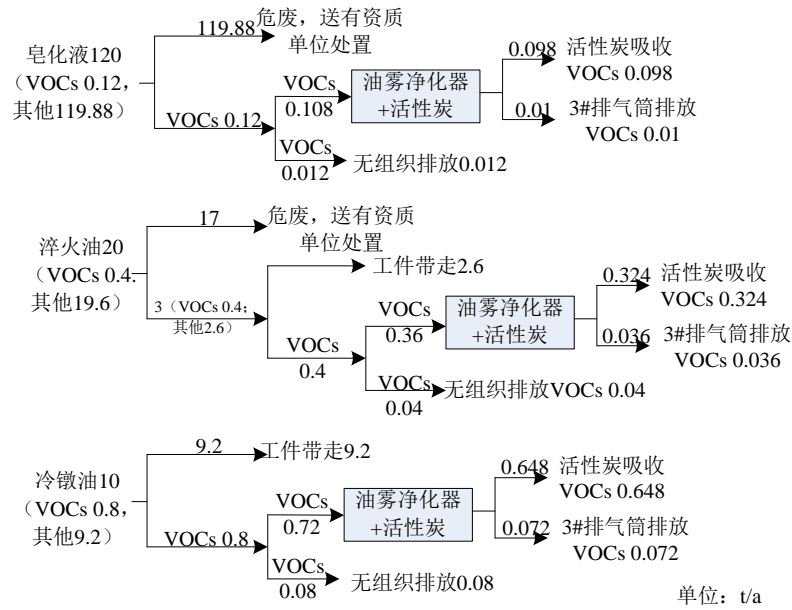 皂化液120
（VOCs 0.12，
其他119.88）
119.88
危废，送有资质
单位处置
VOCs 0.12
VOCs
0.108
油雾净化器
+活性炭
0.098
活性炭吸收
VOCs 0.098
0.01
3#排气筒排放
VOCs 0.01
VOCs
0.012
无组织排放0.012
淬火油20
（VOCs 0.4.
其他19.6）
17
危废，送有资质
单位处置
3（VOCs 0.4；
其他2.6）
工件带走2.6
VOCs
0.4
VOCs
0.36
油雾净化器
+活性炭
0.324
活性炭吸收
VOCs 0.324
0.036
3#排气筒排放
VOCs 0.036
VOCs
0.04
无组织排放VOCs 0.04
冷镦油10
（VOCs 0.8，
其他9.2）
9.2
工件带走9.2
VOCs 0.8
VOCs
0.72
油雾净化器
+活性炭
0.648
活性炭吸收
VOCs 0.648
0.072
3#排气筒排放
VOCs 0.072
VOCs
0.08
无组织排放0.08
单位：t/a